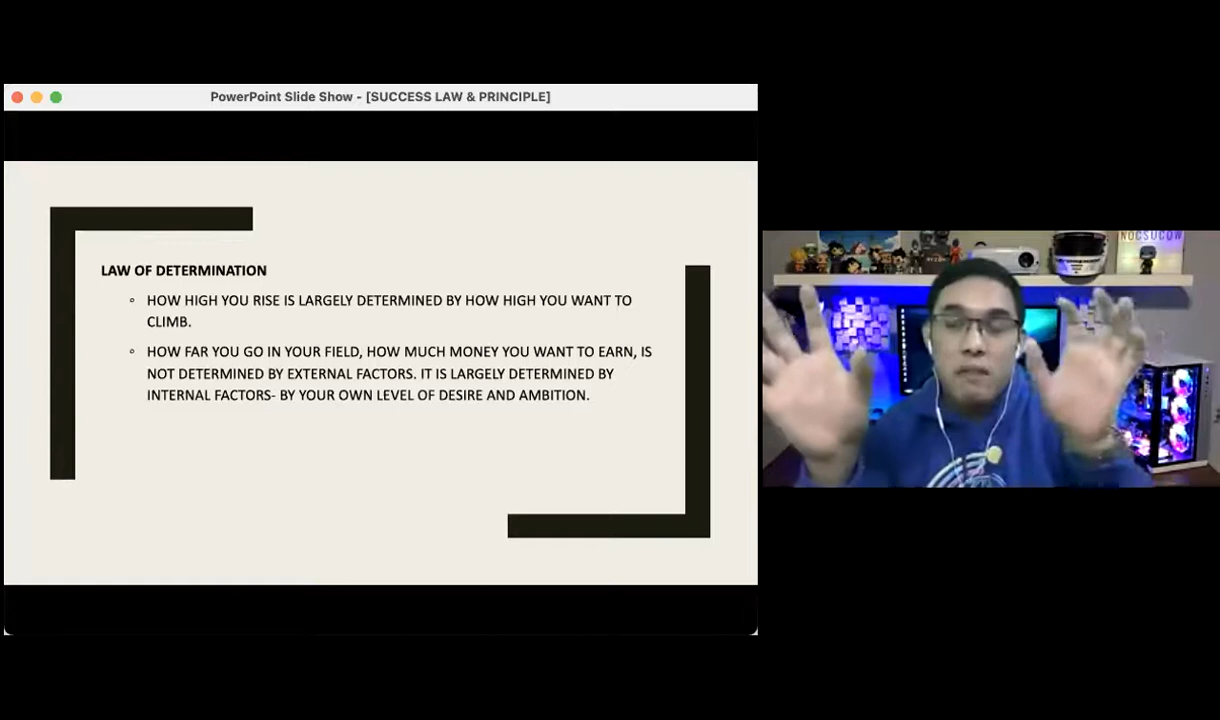 PowerPoint Slide Show - [SUCCESS LAW & PRINCIPLE]
LAW OF DETERMINATION
◦ HOW HIGH YOU RISE IS LARGELY DETERMINED BY HOW HIGH YOU WANT TO
CLIMB.
◦ HOW FAR YOU GO IN YOUR FIELD, HOW MUCH MONEY YOU WANT TO EARN, IS
NOT DETERMINED BY EXTERNAL FACTORS. IT IS LARGELY DETERMINED BY
INTERNAL FACTORS- BY YOUR OWN LEVEL OF DESIRE AND AMBITION.
NOCSUCOW
RYZEN